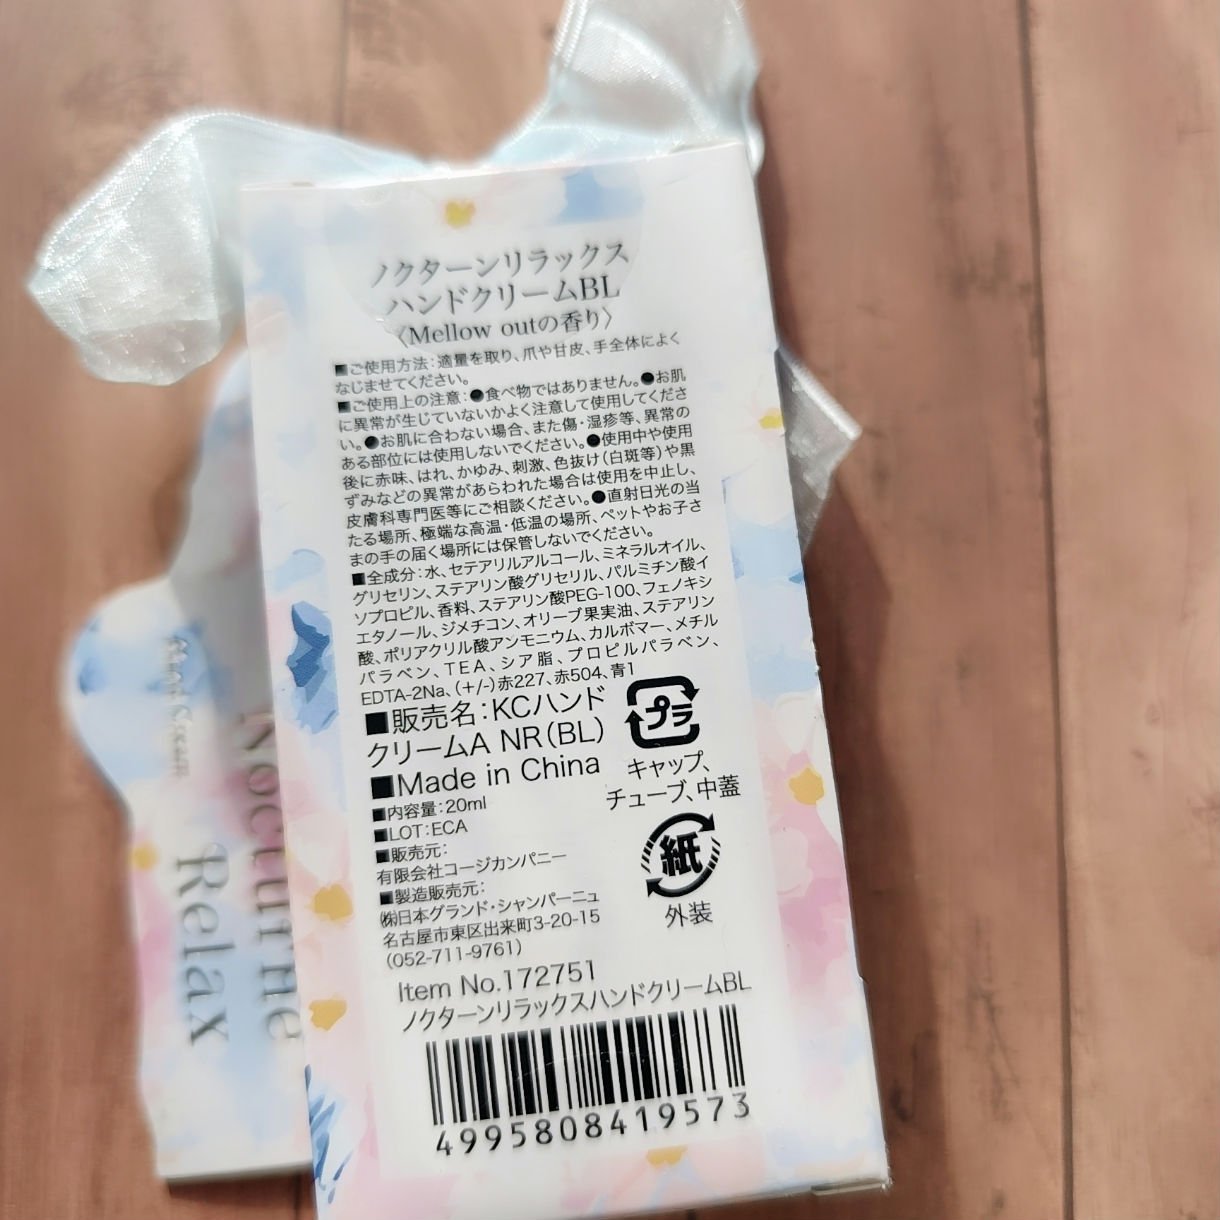 ノクターンリラックス
ハンドクリームBL
〈Mellow outの香り〉
■ご使用方法：適量を取り、爪や甘皮、手全体によく
なじませてください。
■ご使用上の注意：●食べ物ではありません。●お肌
に異常が生じていないかよく注意して使用してくださ
い。●お肌に合わない場合、また傷・湿疹等、異常の
ある部位には使用しないでください。●使用中や使用
後に赤味、はれ、かゆみ、刺激、色抜け(白斑等)や黒
ずみなどの異常があらわれた場合は使用を中止し、
皮膚科専門医等にご相談ください。●直射日光の当
たる場所、極端な高温・低温の場所、ペットやお子さ
まの手の届く場所には保管しないでください。
■全成分：水、セテアリルアルコール、ミネラルオイル、
グリセリン、ステアリン酸グリセリル、パルミチン酸イ
ソプロピル、香料、ステアリン酸PEG-100、フェノキシ
エタノール、ジメチコン、オリーブ果実油、ステアリン
酸、ポリアクリル酸アンモニウム、カルボマー、メチル
パラベン、TEA、シア脂、プロピルパラベン、
EDTA-2Na、(+/-)赤227、赤504、青1
■販売名：KCハンド
クリームA NR(BL)
■Made in China
■内容量：20ml
■LOT：ECA
■販売元：
有限会社コージカンパニー
■製造販売元：
㈱日本グランド・シャンパーニュ
名古屋市東区出来町3-20-15
(052-711-9761)
プラ
キャップ、
チューブ、中蓋
紙
外装
Item No.172751
ノクターンリラックスハンドクリームBL
4995808419573
Hand Cream
Nocturne
Relax